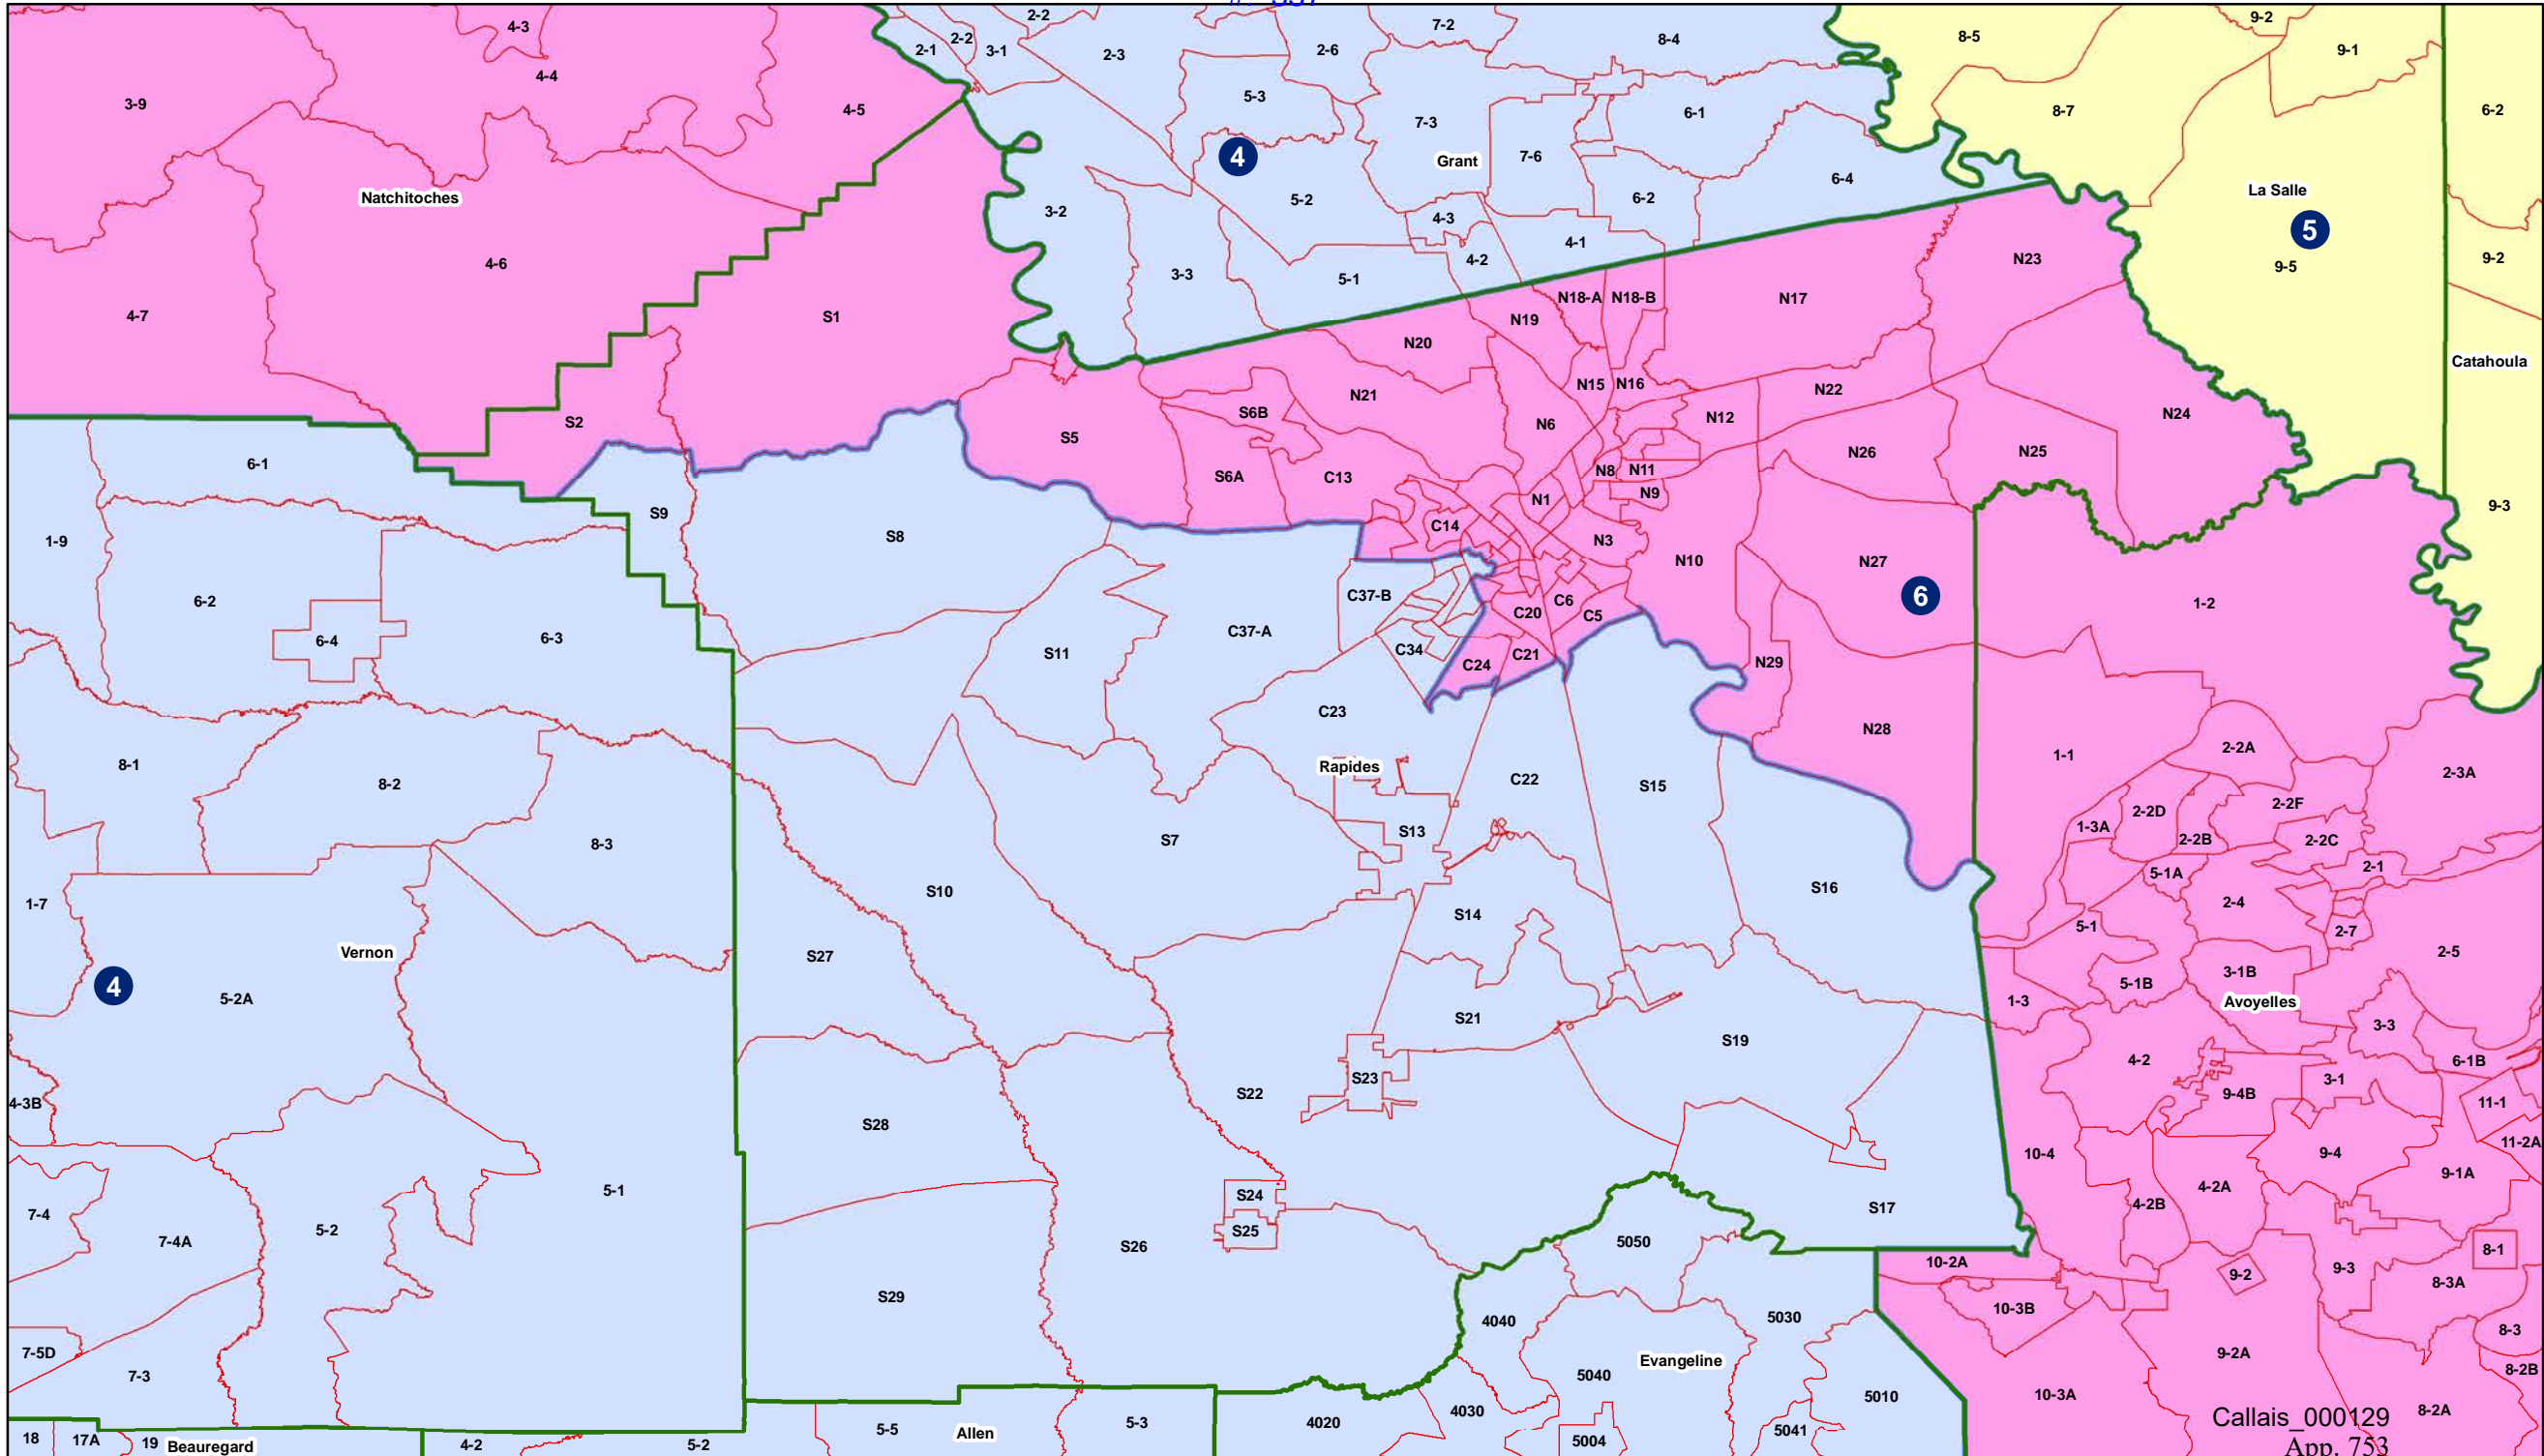 4-3
2-1
2-2
2-2
3-1
2-3
2-6
7-2
8-4
8-5
9-2
9-1
3-9
4-4
4-5
5-3
7-3
6-1
8-7
6-2
Natchitoches
3-2
4
5-2
Grant
7-6
6-2
6-4
La Salle
5
9-5
9-2
4-6
4-7
S1
3-3
5-1
4-3
4-2
4-1
N18-A
N18-B
N17
N23
N19
N20
Catahoula
N21
N15
N16
N22
S2
S5
S6B
N6
N12
N24
6-1
S6A
C13
N8
N11
N26
N25
S9
N1
N9
9-3
1-9
S8
C14
N3
N10
N27
6
6-2
6-4
6-3
S11
C37-A
C37-B
C20
C6
C5
1-2
C34
C24
C21
N29
C23
N28
8-1
8-2
Rapides
C22
S15
1-1
2-2A
2-3A
2-2D
2-2F
1-3A
2-2B
2-2C
8-3
S7
S13
2-1
1-7
S10
S16
5-1A
2-4
S14
5-1
2-7
Vernon
S27
2-5
4
5-2A
5-1B
3-1B
1-3
Avoyelles
S21
3-3
S19
4-2
6-1B
4-3B
S22
S23
3-1
9-4B
11-1
S28
10-4
9-4
11-2A
9-1A
5-1
S24
4-2A
4-2B
7-4
5-2
S25
S17
7-4A
S26
5050
10-2A
9-2
9-3
8-1
8-3A
S29
4040
5030
10-3B
8-3
7-5D
7-3
Evangeline
5040
9-2A
8-2B
5010
10-3A
Callais_000129
8-2A
App. 753
18
17A
19
Beauregard
4-2
5-2
5-5
Allen
5-3
4020
4030
5004
5041